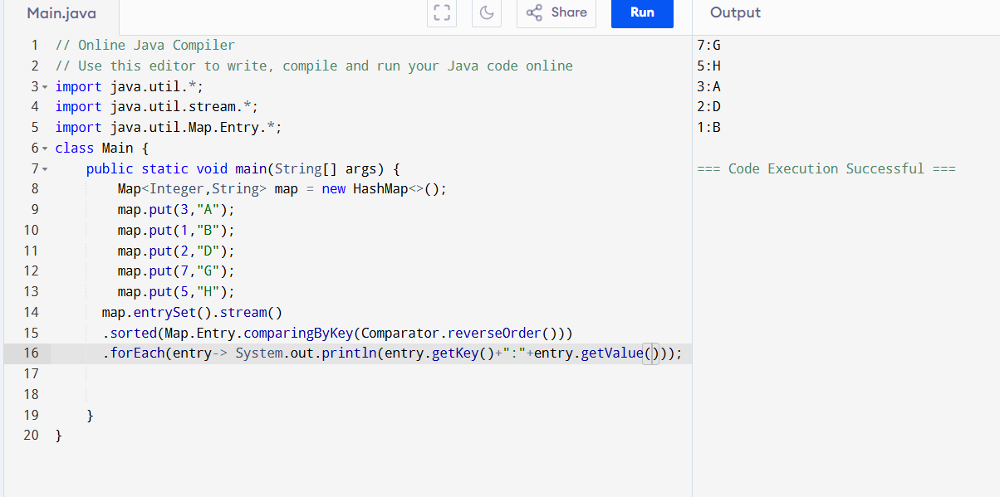 Main.java
Share
Run
Output
1 // Online Java Compiler
2 // Use this editor to write, compile and run your Java code online
3 import java.util.*;
4 import java.util.stream.*;
5 import java.util.Map.Entry.*;
6 class Main {
7     public static void main(String[] args) {
8         Map<Integer,String> map = new HashMap<>();
9         map.put(3,"A");
10         map.put(1,"B");
11         map.put(2,"D");
12         map.put(7,"G");
13         map.put(5,"H");
14       map.entrySet().stream()
15       .sorted(Map.Entry.comparingByKey(Comparator.reverseOrder()))
16       .forEach(entry-> System.out.println(entry.getKey()+":"+entry.getValue()));
17
18
19     }
20 }
7:G
5:H
3:A
2:D
1:B
=== Code Execution Successful ===